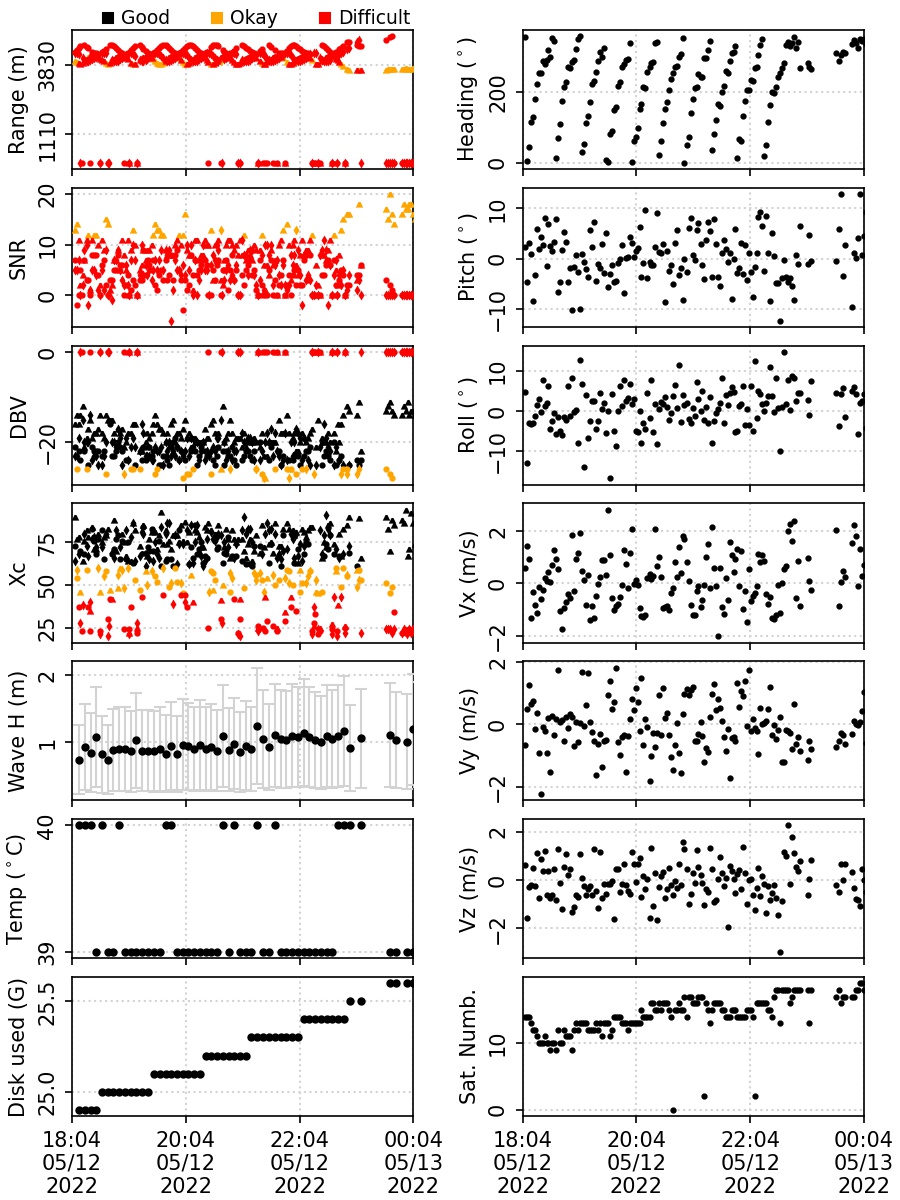 Good Okay Difficult
Range (m)
3830
1110
Heading (°)
200
0
SNR
20
10
0
Pitch (°)
10
0
−10
DBV
0
−20
Roll (°)
10
0
−10
Xc
75
50
25
Vx (m/s)
2
0
−2
Wave H (m)
2
1
Vy (m/s)
2
0
−2
Temp (°C)
40
39
Vz (m/s)
2
0
−2
Disk used (G)
25.5
25.0
Sat. Numb.
10
0
18:04 20:04 22:04 00:04
05/12 05/12 05/12 05/13
2022 2022 2022 2022
18:04 20:04 22:04 00:04
05/12 05/12 05/12 05/13
2022 2022 2022 2022